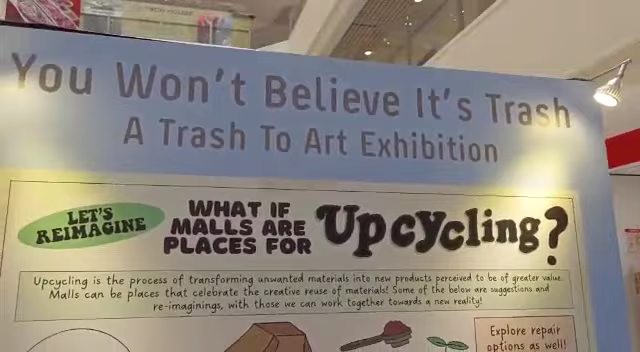 You Won't Believe It's Trash
A Trash To Art Exhibition
LET'S
REIMAGINE
WHAT IF
MALLS ARE
PLACES FOR
Upcycling?
Upcycling is the process of transforming unwanted materials into new products perceived to be of greater value.
Malls can be places that celebrate the creative reuse of materials! Some of the below are suggestions and
re-imaginings, with those we can work together towards a new reality!
Explore repair
options as well!